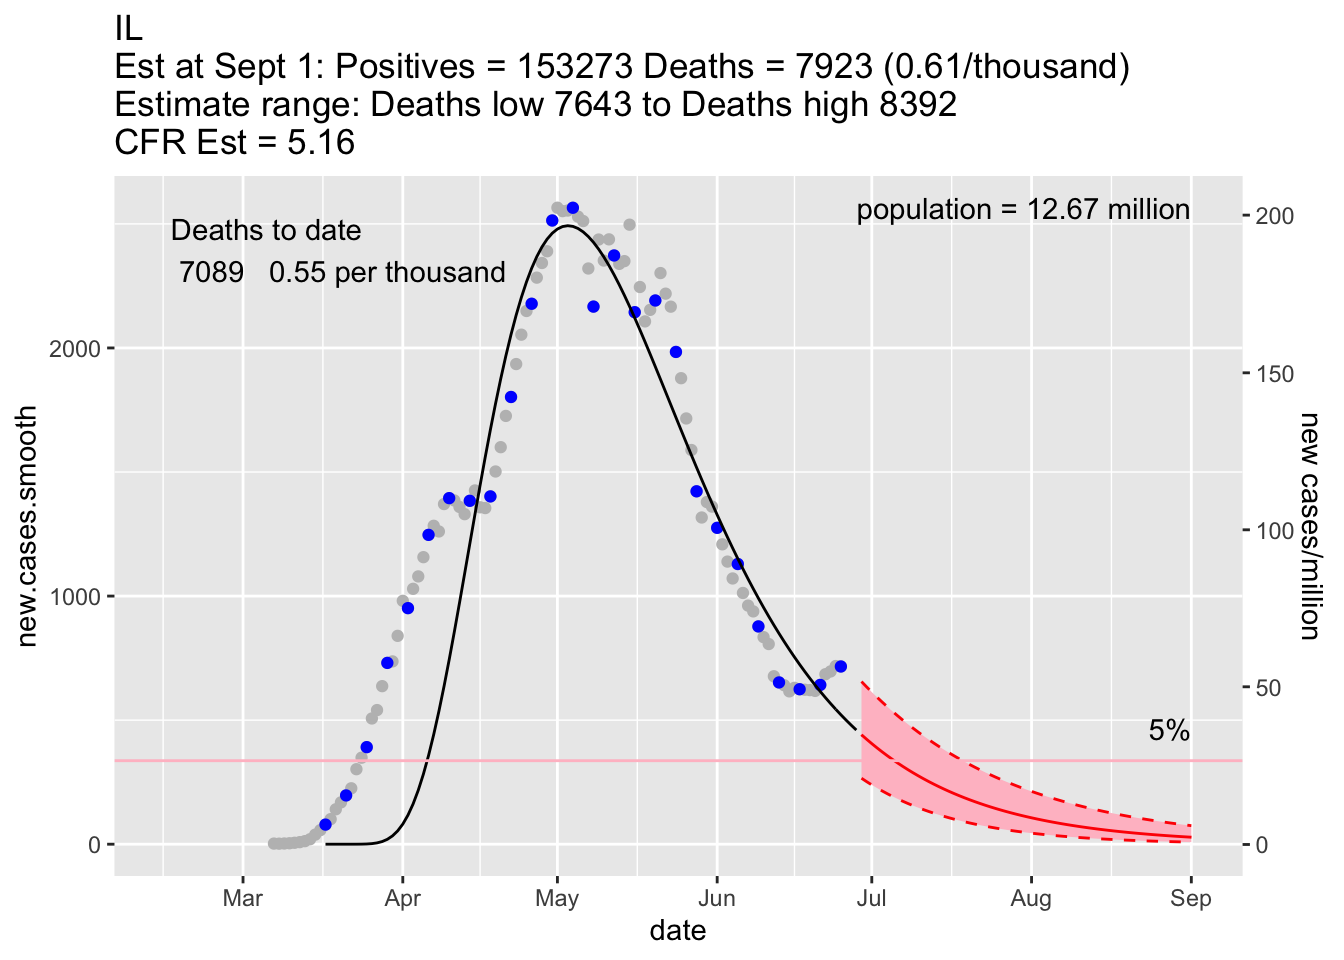 IL
Est at Sept 1: Positives = 153273 Deaths = 7923 (0.61/thousand)
Estimate range: Deaths low 7643 to Deaths high 8392
CFR Est = 5.16
Deaths to date
7089 0.55 per thousand
population = 12.67 million
5%
new.cases.smooth
2000
1000
0
200
150
100
50
0
new cases/million
Mar Apr May Jun Jul Aug Sep
date